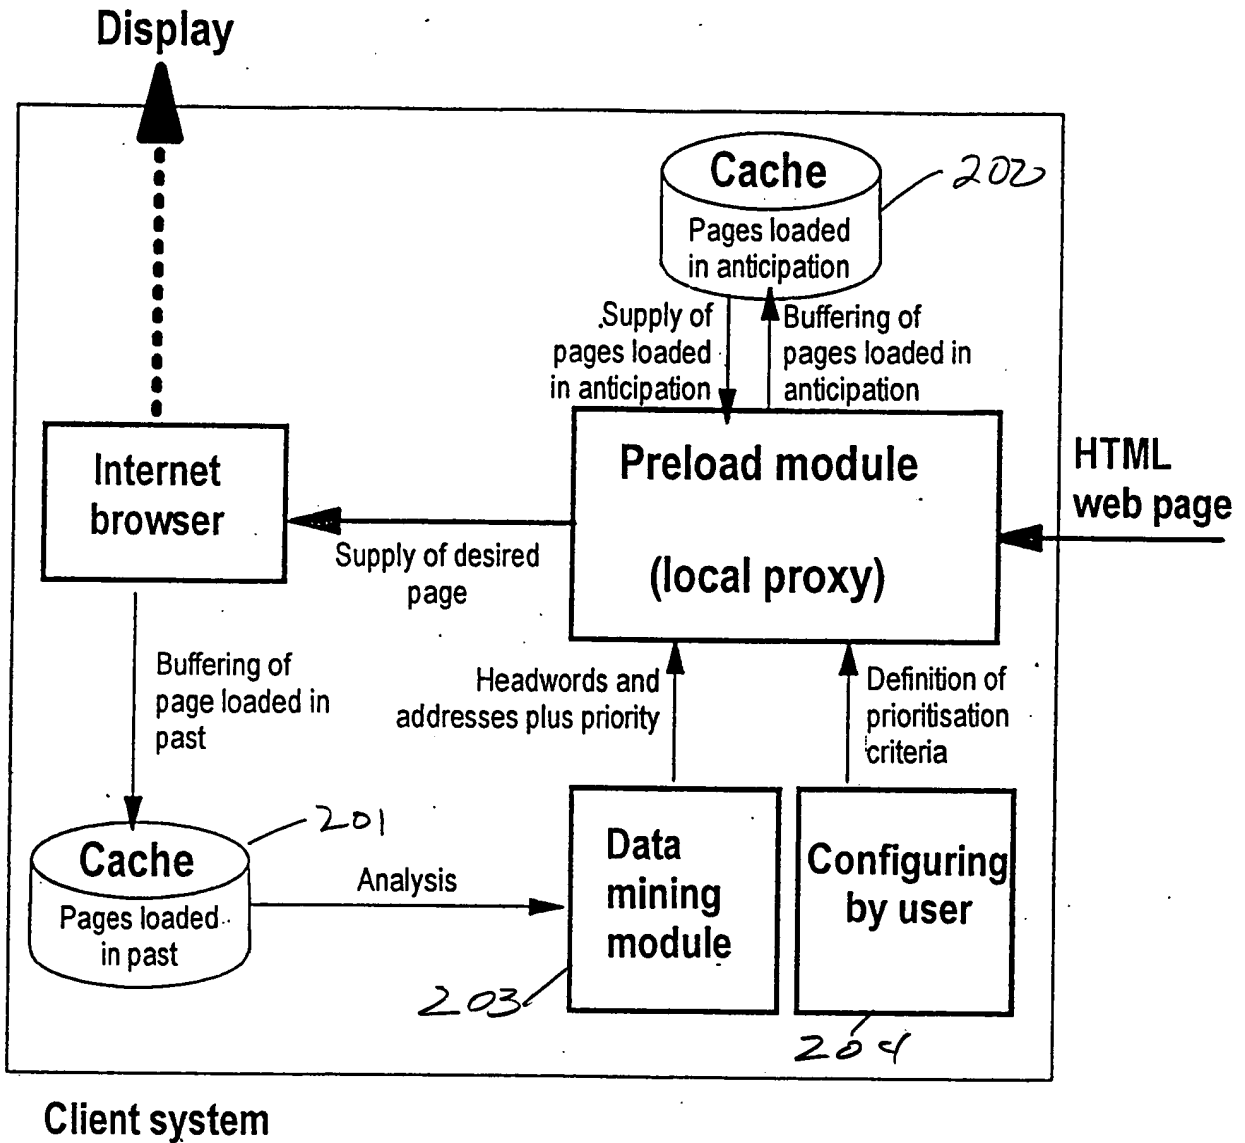 Display
Cache
202
Pages loaded
in anticipation
Supply of
pages loaded
in anticipation
Buffering of
pages loaded in
anticipation
Internet
browser
Preload module
(local proxy)
HTML
web page
Supply of desired
page
Buffering of
page loaded in
past
Headwords and
addresses plus priority
Definition of
prioritisation
criteria
201
Cache
Pages loaded
in past
Analysis
Data
mining
module
Configuring
by user
203
204
Client system